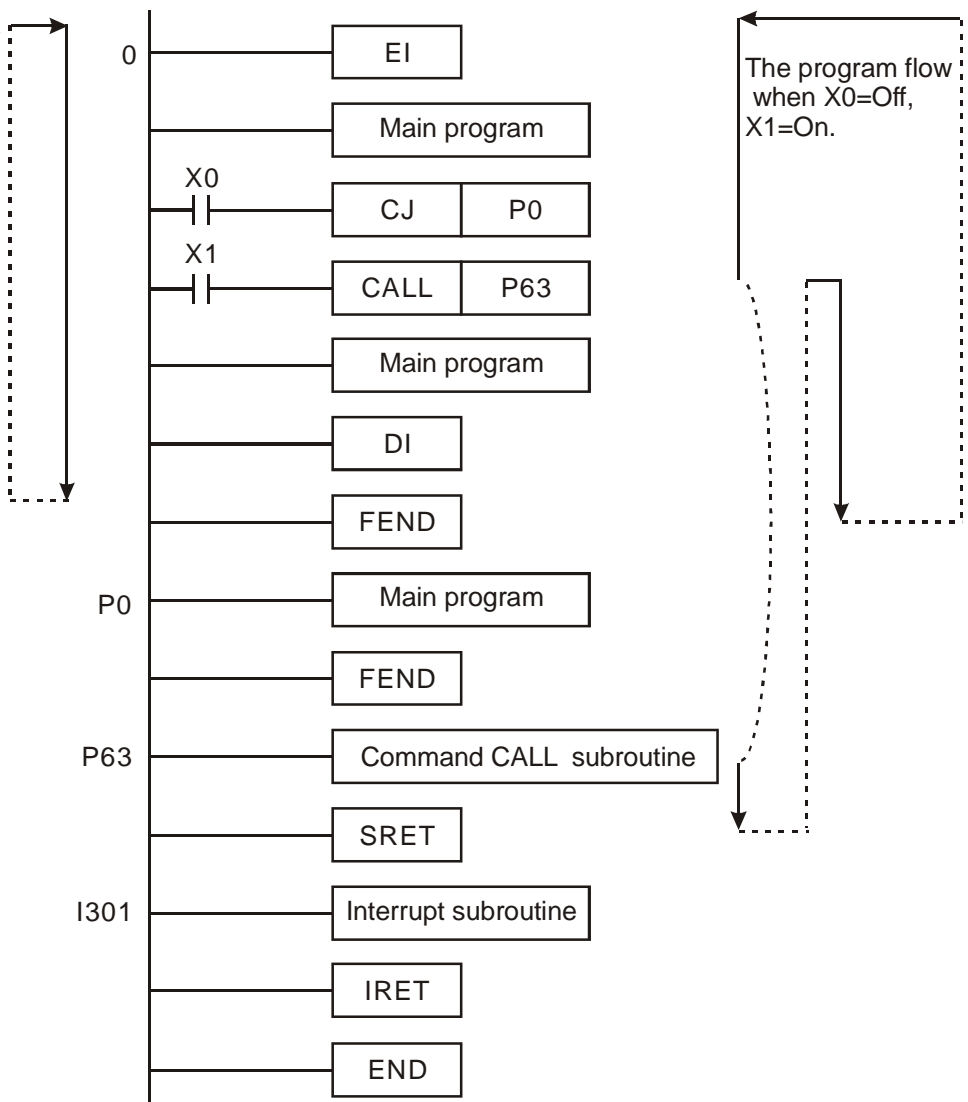 0 EI
The program flow
when X0=Off,
X1=On.
Main program
X0
CJ P0
X1
CALL P63
Main program
DI
FEND
P0 Main program
FEND
P63 Command CALL subroutine
SRET
I301 Interrupt subroutine
IRET
END